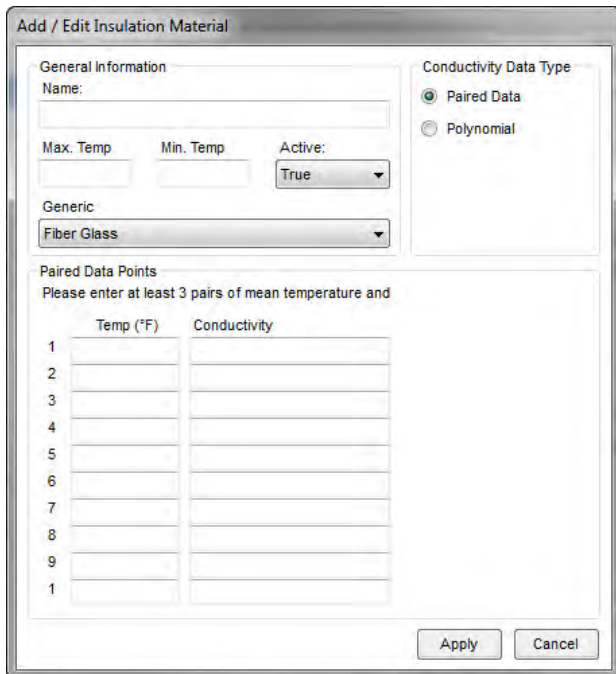 Add / Edit Insulation Material
General Information
Conductivity Data Type
Name:
Paired Data
Polynomial
Max. Temp Min. Temp Active:
True
Generic
Fiber Glass
Paired Data Points
Please enter at least 3 pairs of mean temperature and
Temp (°F) Conductivity
1
2
3
4
5
6
7
8
9
1
Apply Cancel